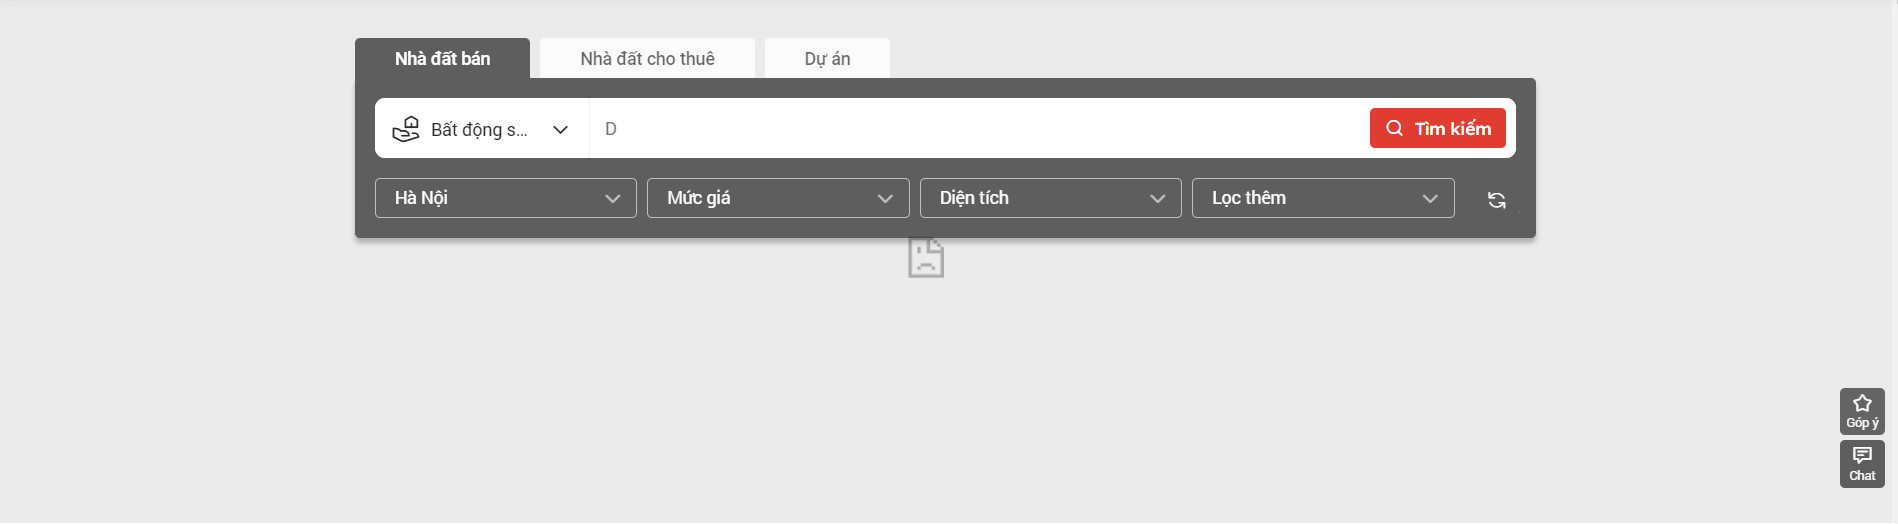 Nhà đất bán
Nhà đất cho thuê
Dự án
Bất động s...
D
Tìm kiếm
Hà Nội
Mức giá
Diện tích
Lọc thêm
Góp ý
Chat